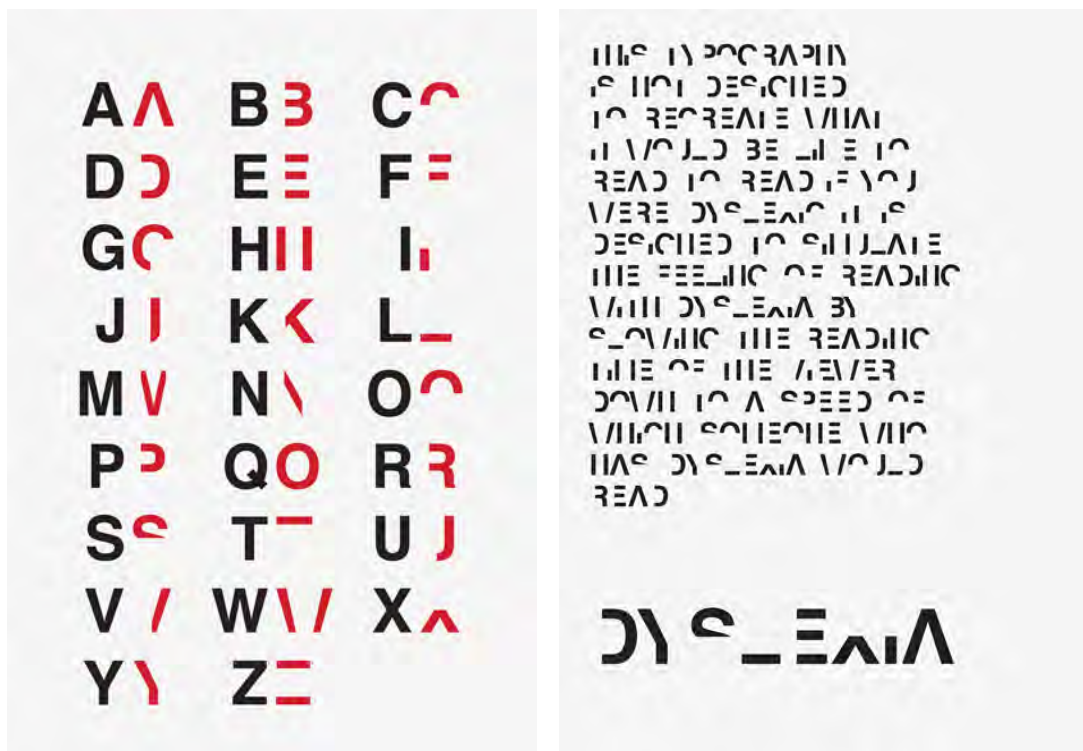 A A B B C C
D D E E F F
G G H H I I
J J K K L L
M M N N O O
P P Q Q R R
S S T T U U
V V W W X X
Y Y Z Z
THIS TYPOGRAPHY
IS NOT DESIGNED
TO RECREATE WHAT
IT WOULD BE LIKE TO
READ TO READ IF YOU
WERE DYSLEXIC IT IS
DESIGNED TO SIMULATE
THE FEELING OF READING
WITH DYSLEXIA BY
SLOWING THE READING
TIME OF THE VIEWER
DOWN TO A SPEED OF
WHICH SOMEONE WHO
HAS DYSLEXIA WOULD
READ
DYSLEXIA